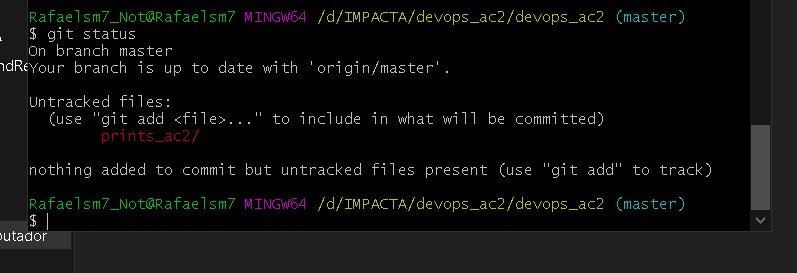 Rafaelsm7_Not@Rafaelsm7 MINGW64 /d/IMPACTA/devops_ac2/devops_ac2 (master)
$ git status
On branch master
ndRe
Your branch is up to date with 'origin/master'.
Untracked files:
(use "git add <file>..." to include in what will be committed)
prints_ac2/
nothing added to commit but untracked files present (use "git add" to track)
Rafaelsm7_Not@Rafaelsm7 MINGW64 /d/IMPACTA/devops_ac2/devops_ac2 (master)
$
putador